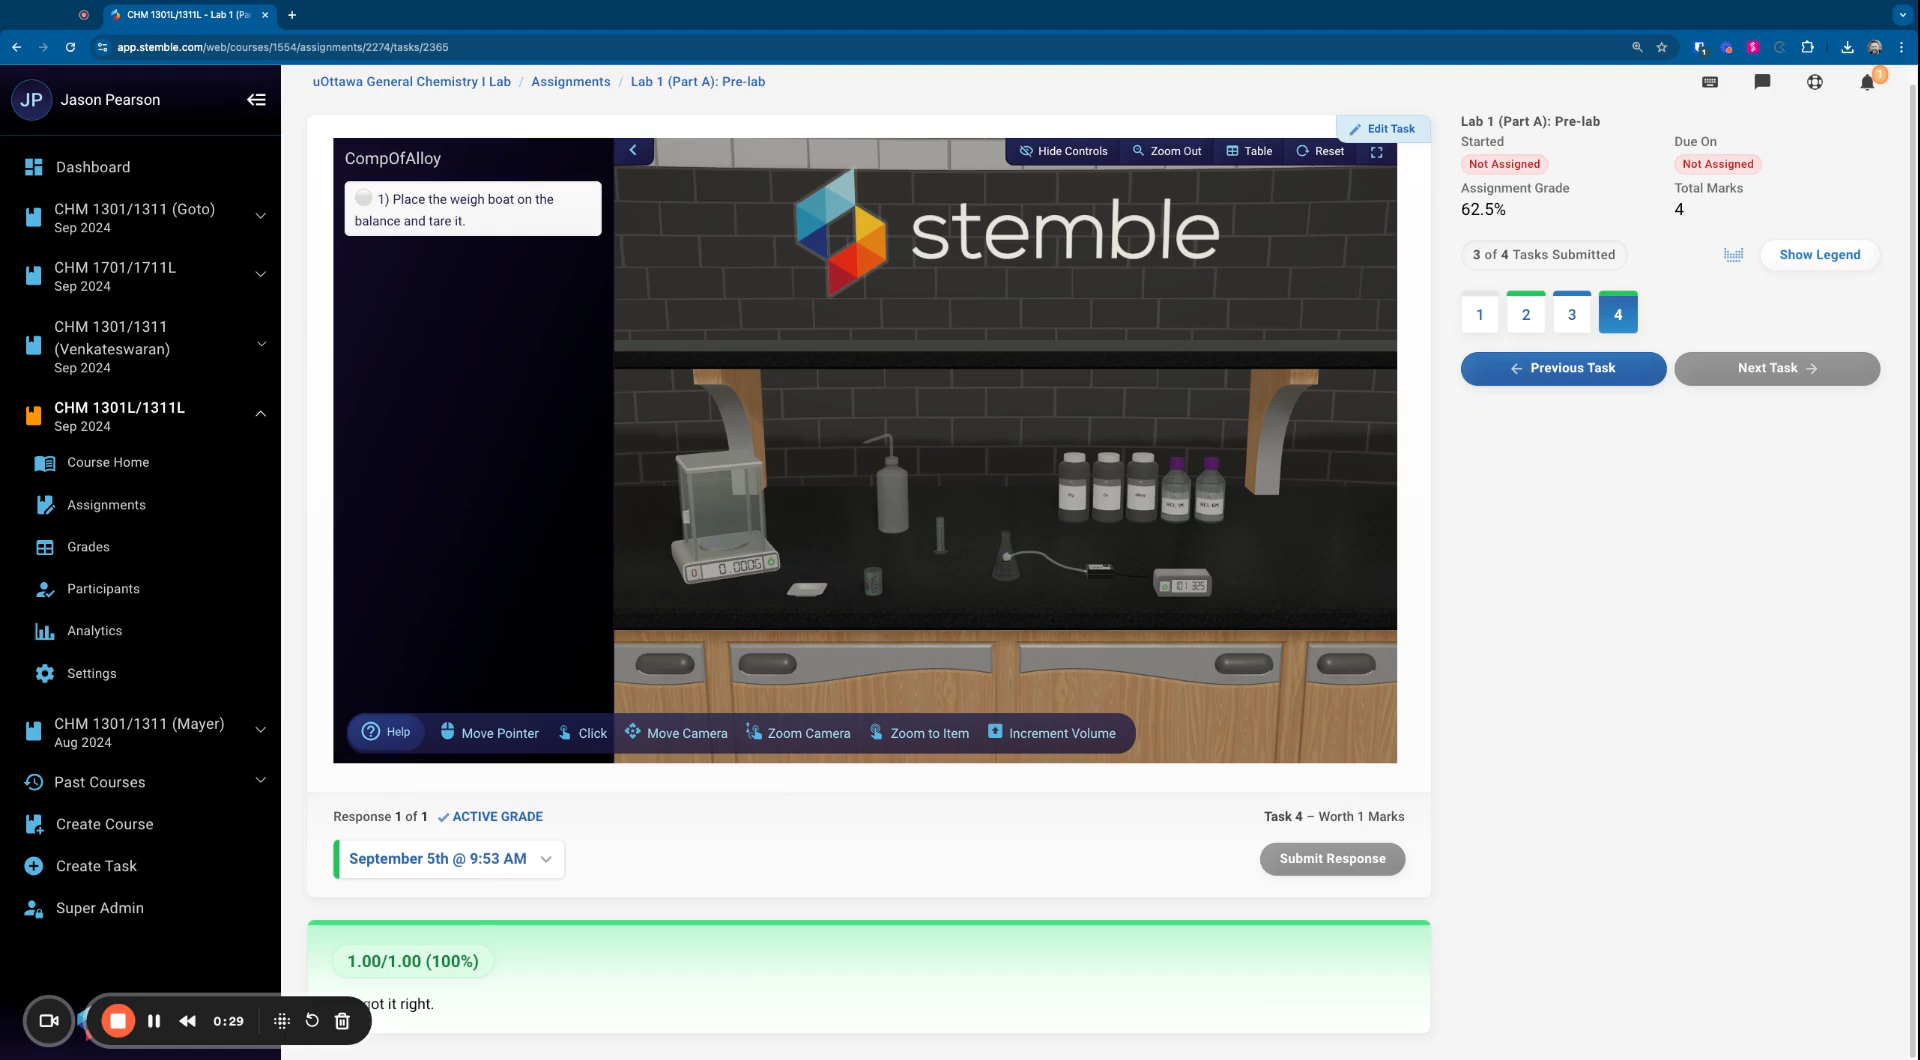 CHM 1301L/1311L - Lab 1 (Pa
app.stemble.com/web/courses/1554/assignments/2274/tasks/2365
JP
Jason Pearson
Dashboard
CHM 1301/1311 (Goto)
Sep 2024
CHM 1701/1711L
Sep 2024
CHM 1301/1311
(Venkateswaran)
Sep 2024
CHM 1301L/1311L
Sep 2024
Course Home
Assignments
Grades
Participants
Analytics
Settings
CHM 1301/1311 (Mayer)
Aug 2024
Past Courses
Create Course
Create Task
Super Admin
0:29
uOttawa General Chemistry I Lab / Assignments / Lab 1 (Part A): Pre-lab
Edit Task
CompOfAlloy
1) Place the weigh boat on the
balance and tare it.
Hide Controls
Zoom Out
Table
Reset
stemble
HCL 6M
101.325
Help
Move Pointer
Click
Move Camera
Zoom Camera
Zoom to Item
Increment Volume
Response 1 of 1 ACTIVE GRADE
September 5th @ 9:53 AM
Task 4 – Worth 1 Marks
Submit Response
1.00/1.00 (100%)
got it right.
1
Lab 1 (Part A): Pre-lab
Started
Due On
Not Assigned
Not Assigned
Assignment Grade
Total Marks
62.5%
4
3 of 4 Tasks Submitted
Show Legend
1
2
3
4
Previous Task
Next Task